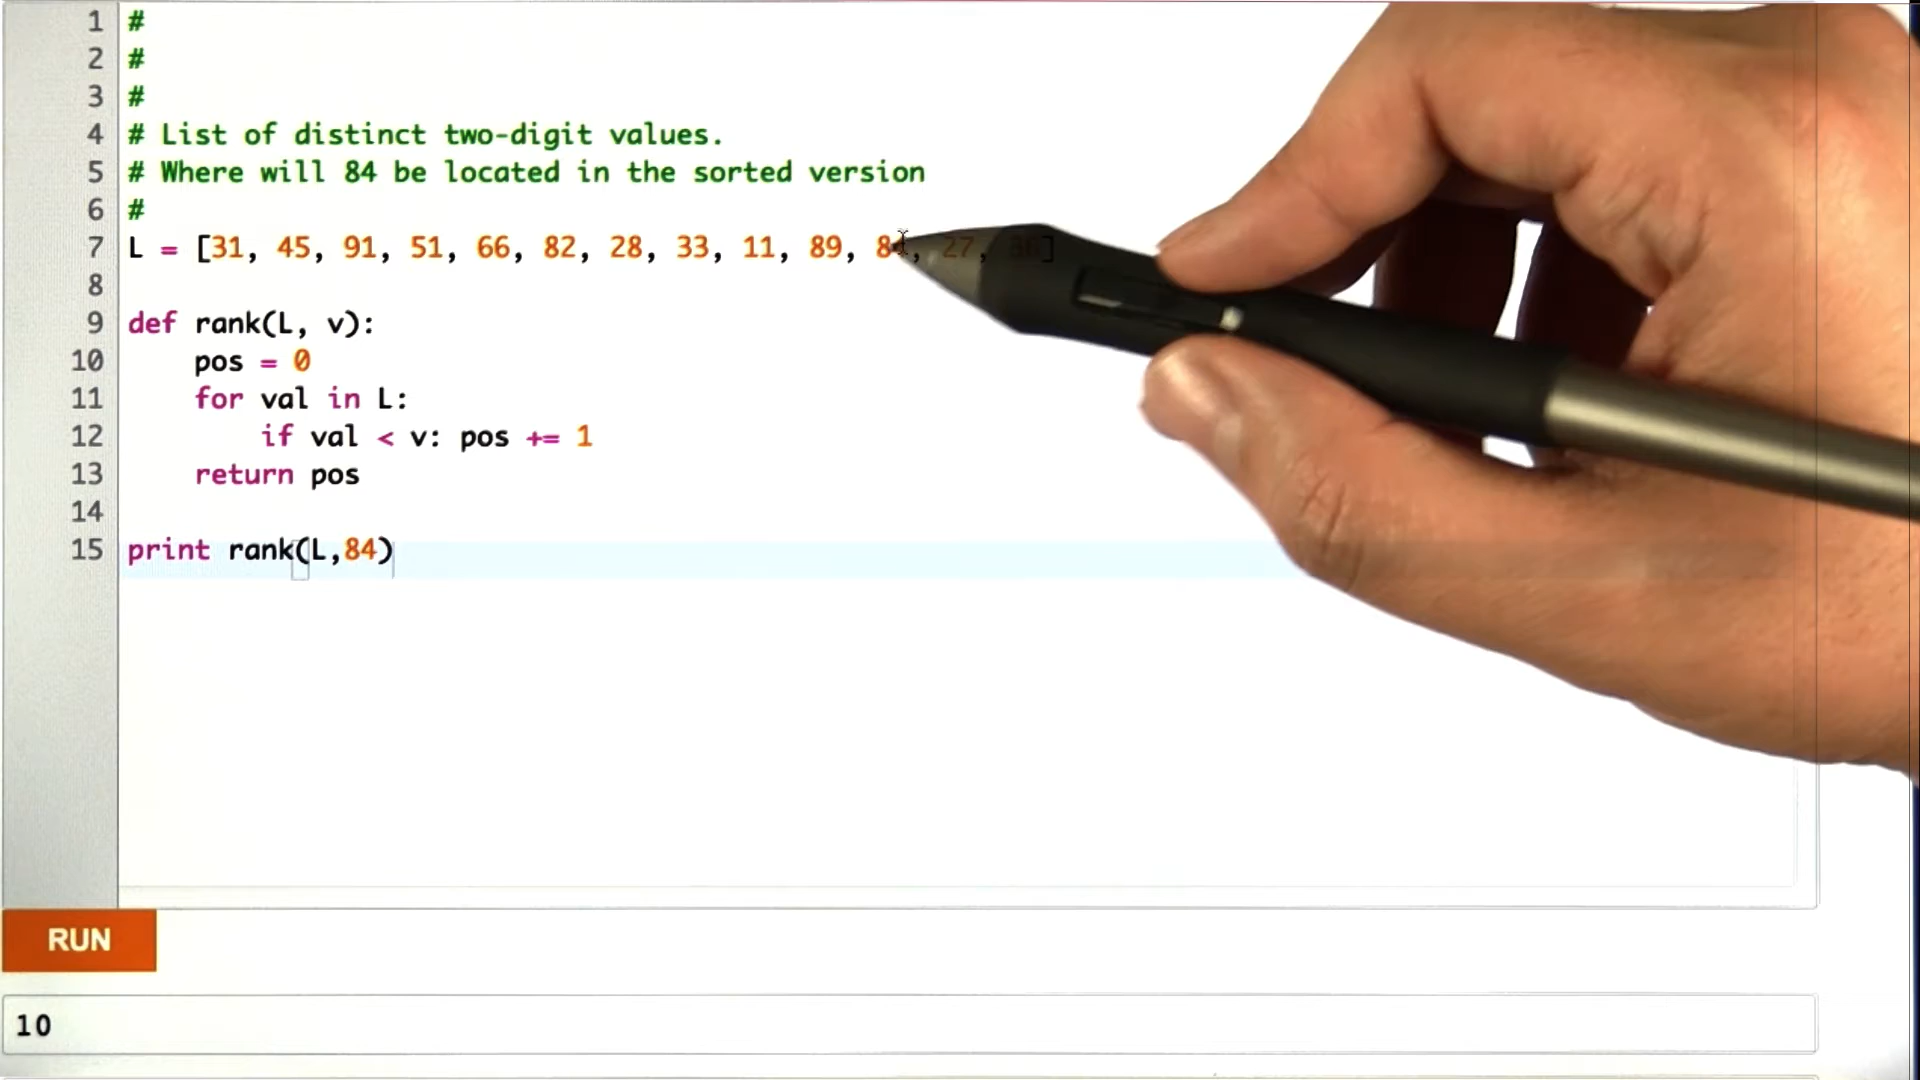 1 #
2 #
3 #
4 # List of distinct two-digit values.
5 # Where will 84 be located in the sorted version
6 #
7 L = [31, 45, 91, 51, 66, 82, 28, 33, 11, 89, 84, 27, 36]
8
9 def rank(L, v):
10 pos = 0
11 for val in L:
12 if val < v: pos += 1
13 return pos
14
15 print rank(L,84)
RUN
10